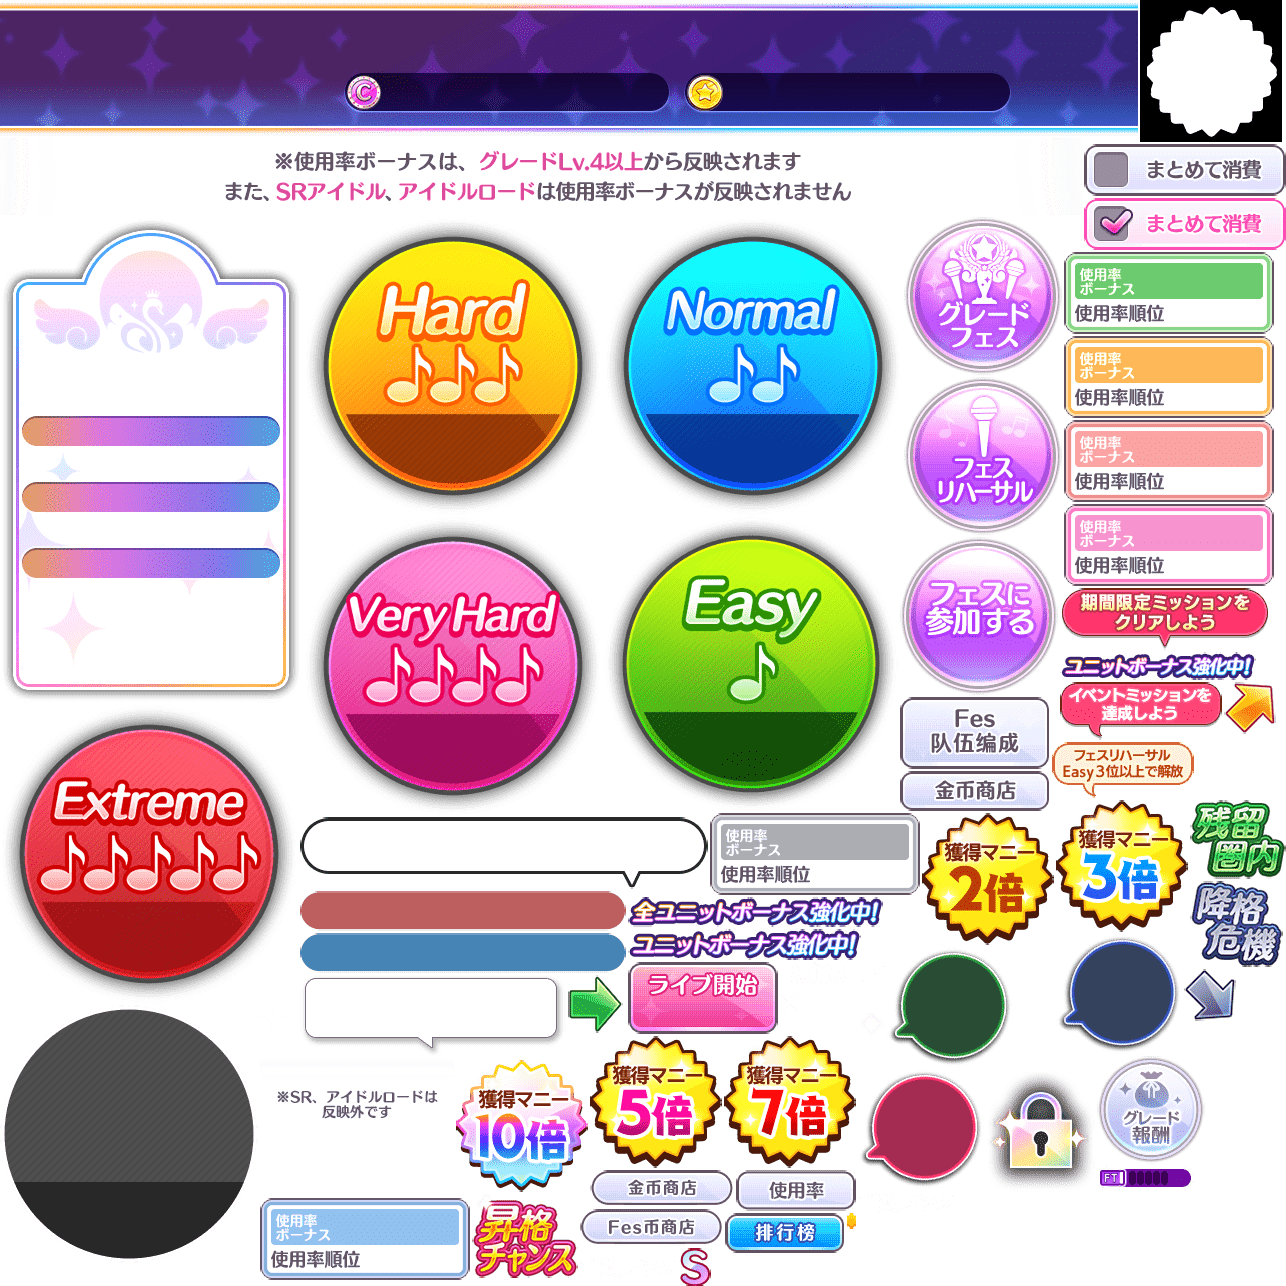 C
※使用率ボーナスは、グレードLv.4以上から反映されます
また、SRアイドル、アイドルロードは使用率ボーナスが反映されません
まとめて消費
まとめて消費
Hard
Normal
グレード
フェス
使用率
ボーナス
使用率順位
使用率
ボーナス
使用率順位
フェス
リハーサル
使用率
ボーナス
使用率順位
使用率
ボーナス
使用率順位
Very Hard
Easy
フェスに
参加する
期間限定ミッションを
クリアしよう
ユニットボーナス強化中!
イベントミッションを
達成しよう
Fes
队伍编成
フェスリハーサル
Easy3位以上で解放
金币商店
Extreme
使用率
ボーナス
使用率順位
獲得マニー
2倍
獲得マニー
3倍
残留
圏内
降格
危機
全ユニットボーナス強化中!
ユニットボーナス強化中!
ライブ開始
※SR、アイドルロードは
反映外です
獲得マニー
10倍
獲得マニー
5倍
獲得マニー
7倍
グレード
報酬
FT
金币商店
使用率
Fes币商店
排行榜
使用率
ボーナス
使用率順位
昇格
チャンス
S